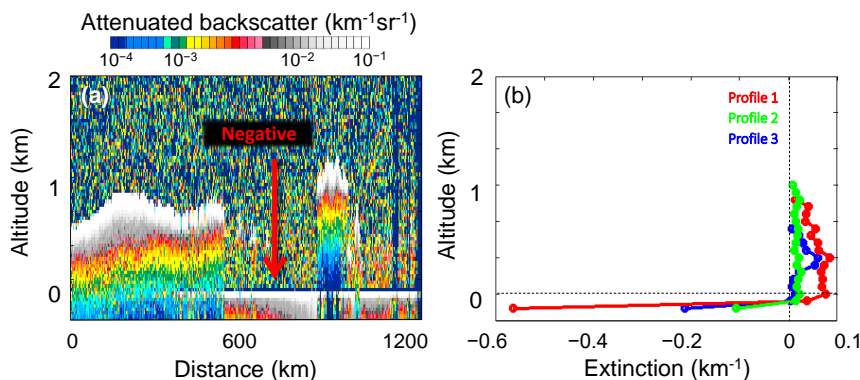 Attenuated backscatter (km⁻¹sr⁻¹)
10⁻⁴ 10⁻³ 10⁻² 10⁻¹
(a)
Negative
2
1
0
Altitude (km)
0 600 1200
Distance (km)
(b)
Profile 1
Profile 2
Profile 3
2
1
0
Altitude (km)
−0.6 −0.4 −0.2 0 0.1
Extinction (km⁻¹)